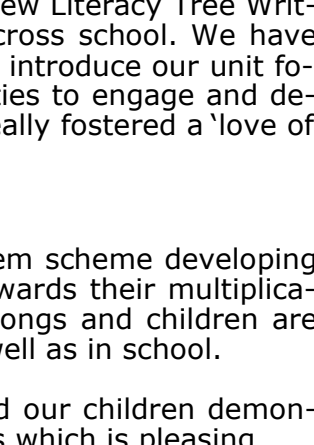 ew Literacy Tree Writ-
cross school. We have
introduce our unit fo-
ties to engage and de-
eally fostered a ‘love of
em scheme developing
wards their multiplica-
ongs and children are
well as in school.
d our children demon-
s which is pleasing